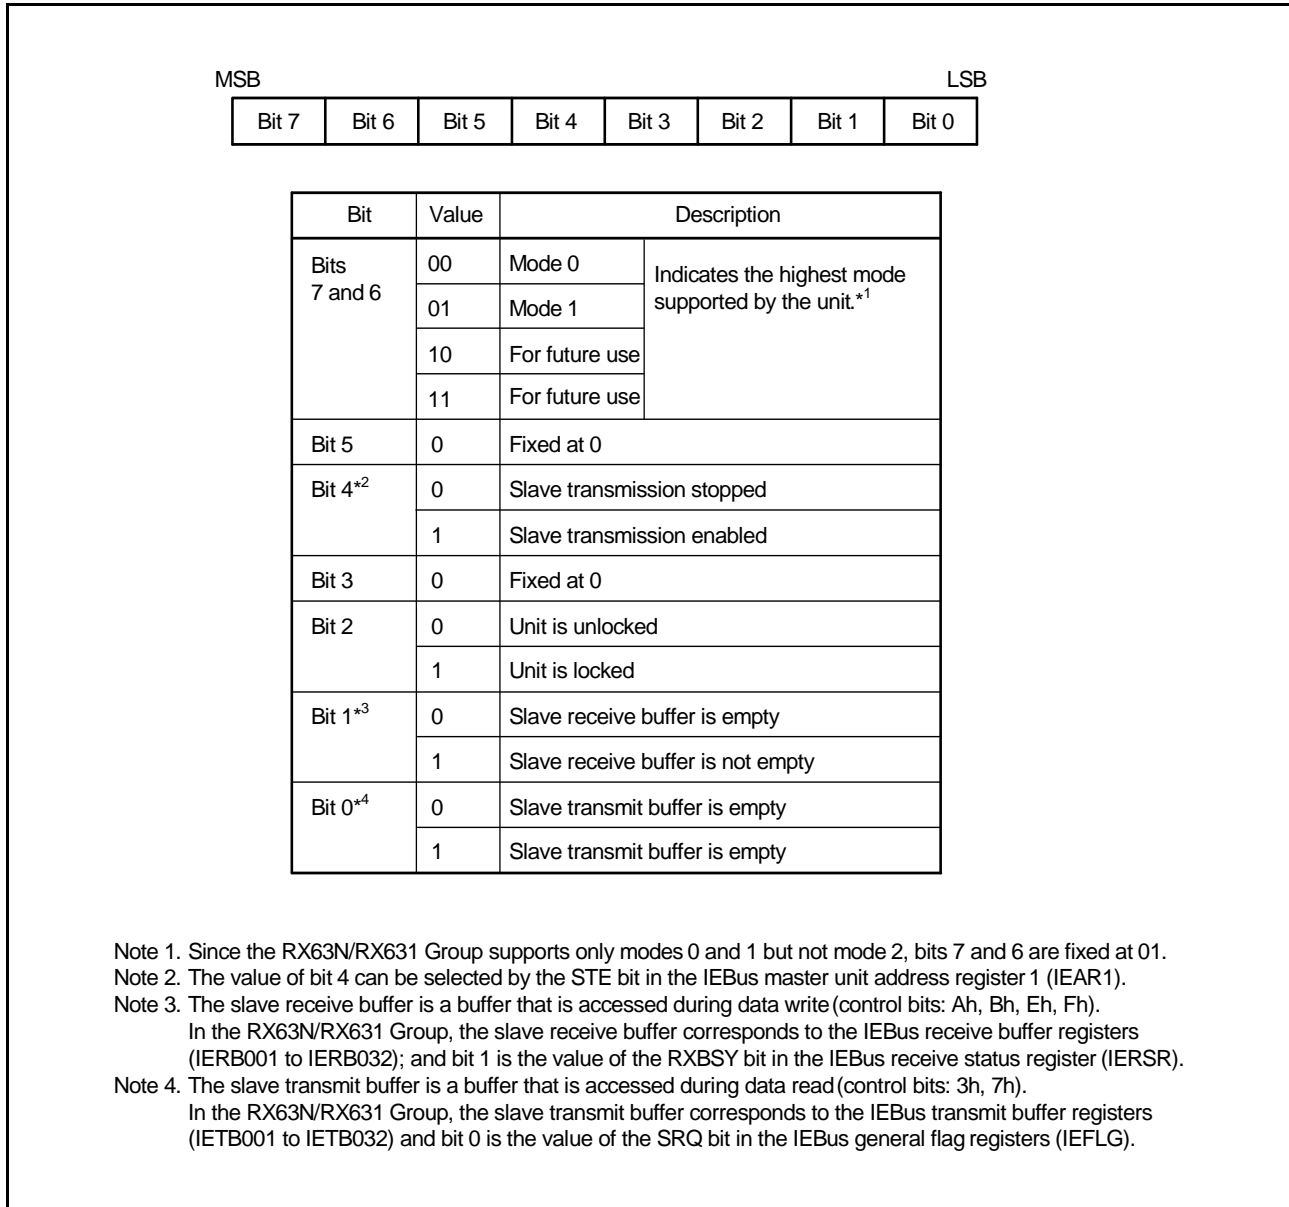 MSB LSB
Bit 7 Bit 6 Bit 5 Bit 4 Bit 3 Bit 2 Bit 1 Bit 0
Bit Value Description
Bits 7 and 6 00 Mode 0 Indicates the highest mode supported by the unit.*1
01 Mode 1
10 For future use
11 For future use
Bit 5 0 Fixed at 0
Bit 4*2 0 Slave transmission stopped
1 Slave transmission enabled
Bit 3 0 Fixed at 0
Bit 2 0 Unit is unlocked
1 Unit is locked
Bit 1*3 0 Slave receive buffer is empty
1 Slave receive buffer is not empty
Bit 0*4 0 Slave transmit buffer is empty
1 Slave transmit buffer is empty
Note 1. Since the RX63N/RX631 Group supports only modes 0 and 1 but not mode 2, bits 7 and 6 are fixed at 01.
Note 2. The value of bit 4 can be selected by the STE bit in the IEBus master unit address register 1 (IEAR1).
Note 3. The slave receive buffer is a buffer that is accessed during data write (control bits: Ah, Bh, Eh, Fh).
In the RX63N/RX631 Group, the slave receive buffer corresponds to the IEBus receive buffer registers
(IERB001 to IERB032); and bit 1 is the value of the RXBSY bit in the IEBus receive status register (IERSR).
Note 4. The slave transmit buffer is a buffer that is accessed during data read (control bits: 3h, 7h).
In the RX63N/RX631 Group, the slave transmit buffer corresponds to the IEBus transmit buffer registers
(IETB001 to IETB032) and bit 0 is the value of the SRQ bit in the IEBus general flag registers (IEFLG).